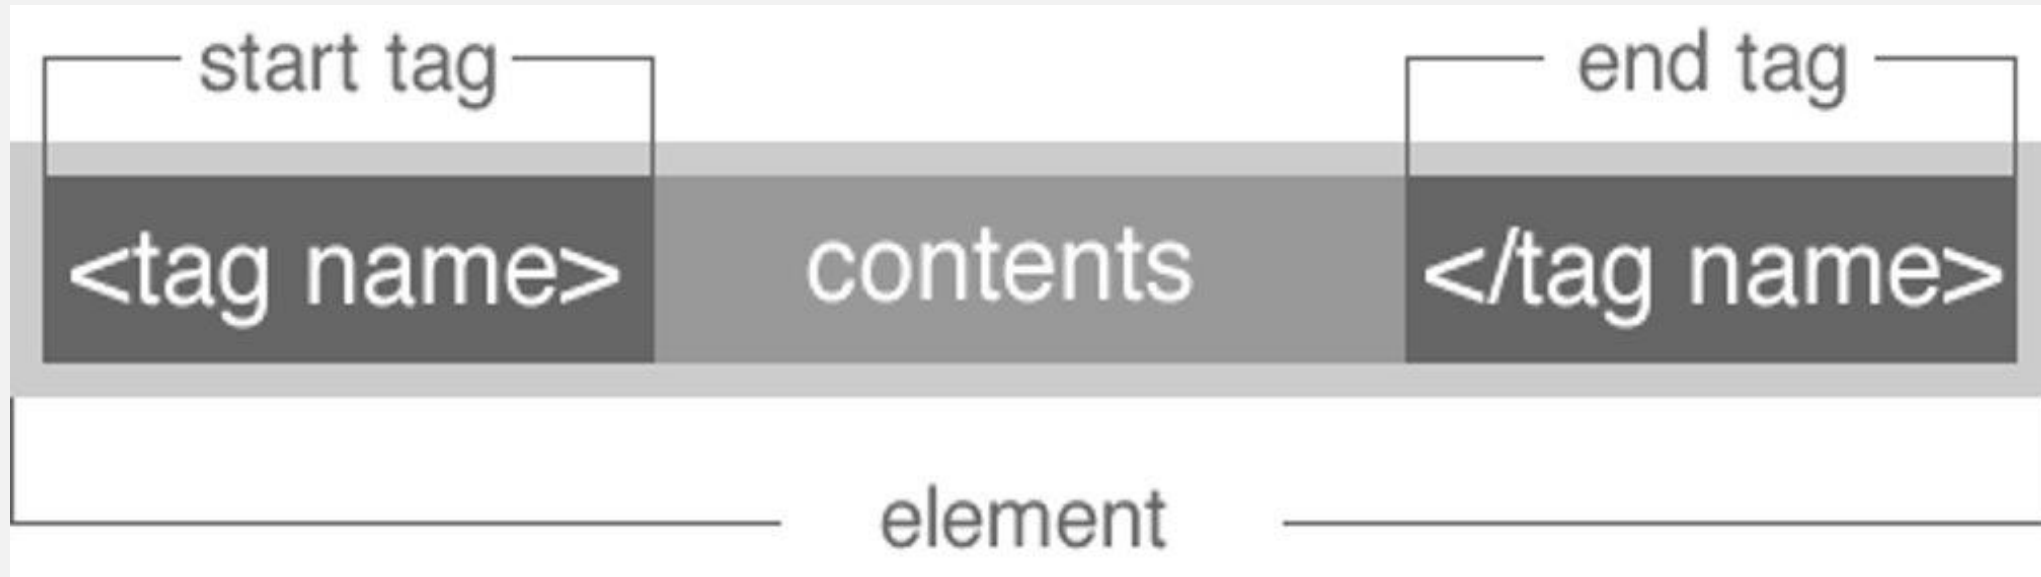 start tag end tag
<tag name> contents </tag name>
element